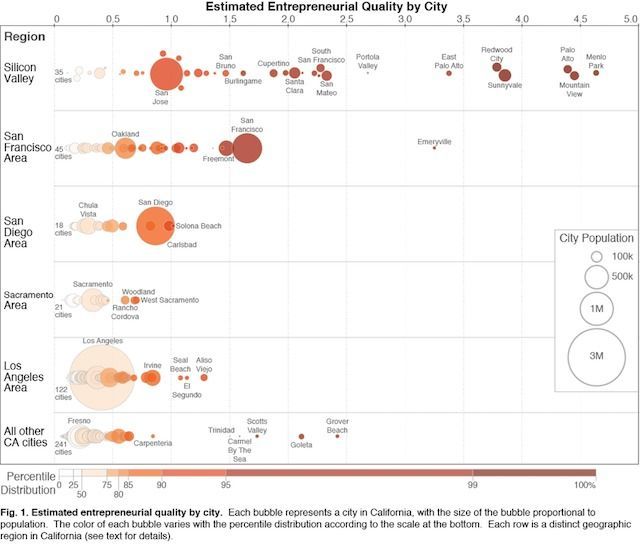 Estimated Entrepreneurial Quality by City
0 0.5 1.0 1.5 2.0 2.5 3.0 3.5 4.0 4.5 5.0
Region
Silicon
Valley
35
cities
San
Jose
San
Bruno
Burlingame
Cupertino
Santa
Clara
South
San Francisco
San
Mateo
Portola
Valley
East
Palo Alto
Redwood
City
Sunnyvale
Palo
Alto
Mountain
View
Menlo
Park
San
Francisco
Area
45
cities
Oakland
Freemont
San
Francisco
Emeryville
San
Diego
Area
18
cities
Chula
Vista
San Diego
Solona Beach
Carlsbad
Sacramento
Area
21
cities
Sacramento
Woodland
West Sacramento
Rancho
Cordova
Los
Angeles
Area
122
cities
Los Angeles
Irvine
Seal
Beach
El
Segundo
Aliso
Viejo
All other
CA cities
241
cities
Fresno
Carpenteria
Trinidad
Carmel
By The
Sea
Scotts
Valley
Goleta
Grover
Beach
City Population
100k
500k
1M
3M
Percentile
Distribution
0 25 50 75 80 85 90 95 99 100%
Fig. 1. Estimated entrepreneurial quality by city. Each bubble represents a city in California, with the size of the bubble proportional to
population. The color of each bubble varies with the percentile distribution according to the scale at the bottom. Each row is a distinct geographic
region in California (see text for details).